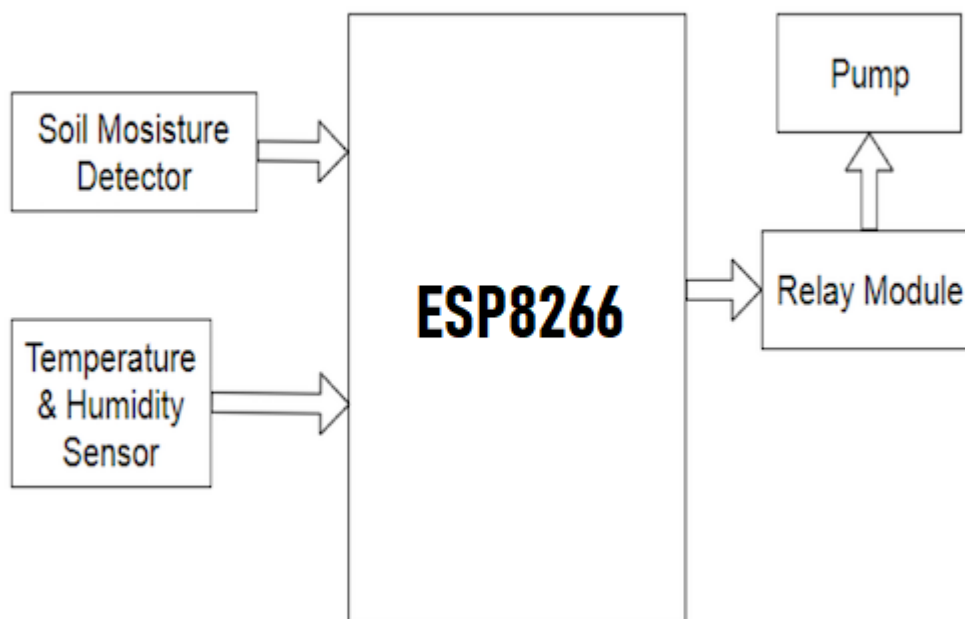 Soil Mosisture
Detector
Temperature
& Humidity
Sensor
ESP8266
Pump
Relay Module